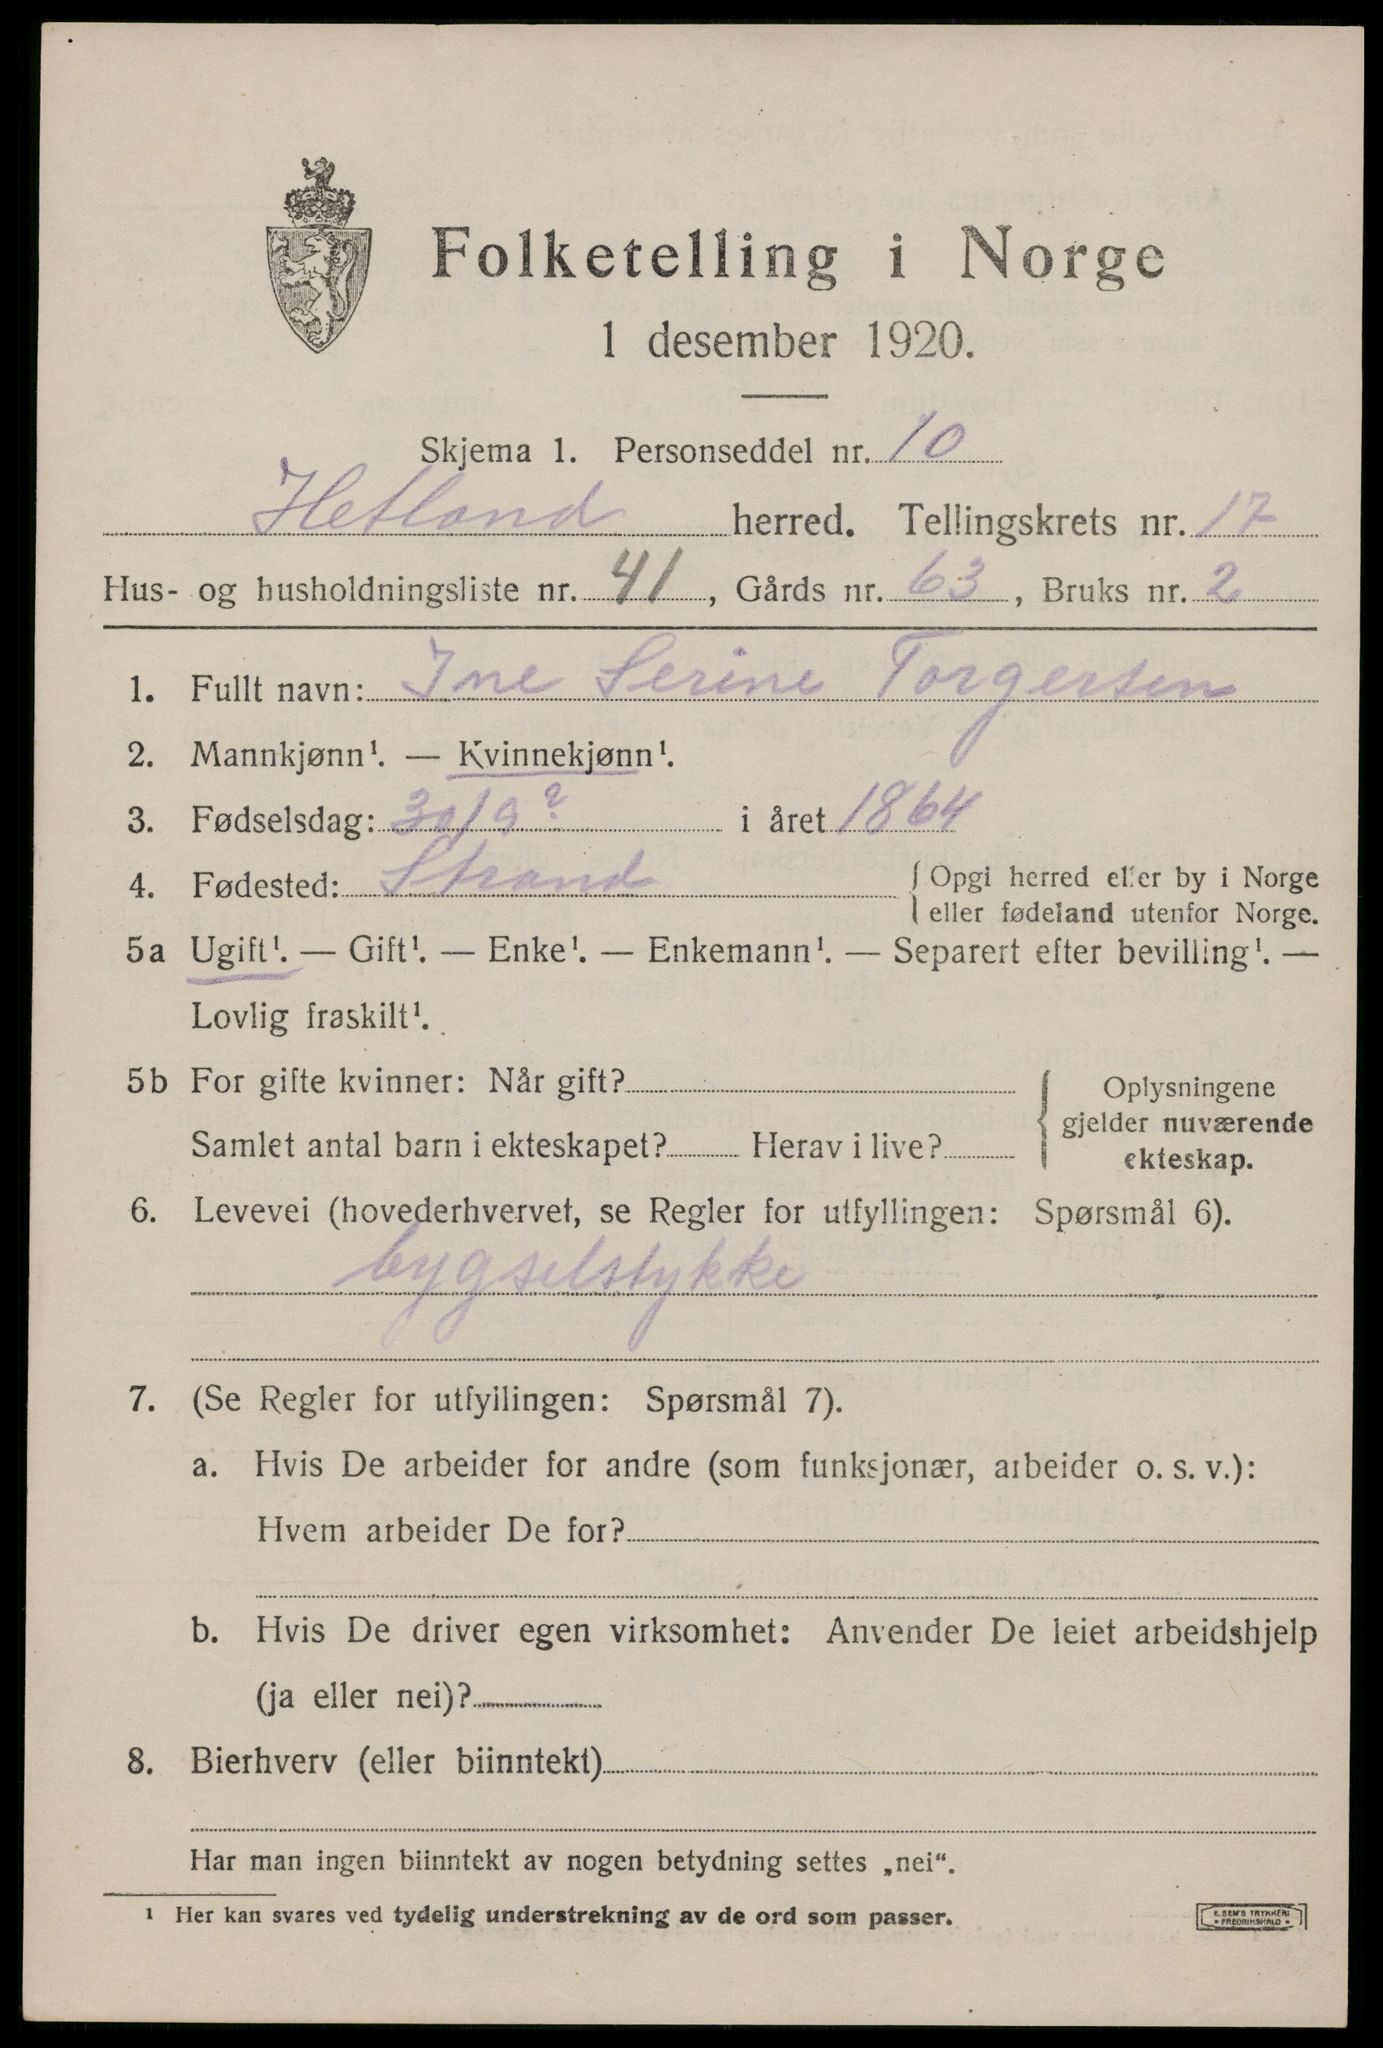 Folketelling i Norge
1 desember 1920.
Skjema 1. Personseddel nr. 10
Hetland herred. Tellingskrets nr. 17
Hus- og husholdningsliste nr. 41, Gårds nr. 63, Bruks nr. 2
1. Fullt navn: Ine Serine Torgersen
2. Mannkjønn¹. — Kvinnekjønn¹.
3. Fødselsdag: 30/9? i året 1864
4. Fødested: Strand {Opgi herred eller by i Norge
eller fødeland utenfor Norge.
5a Ugift¹. — Gift¹. — Enke¹. — Enkemann¹. — Separert efter bevilling¹. —
Lovlig fraskilt¹.
5b For gifte kvinner: Når gift?
Samlet antal barn i ekteskapet? Herav i live?
{Oplysningene
gjelder nuværende
ekteskap.
6. Levevei (hovederhvervet, se Regler for utfyllingen: Spørsmål 6).
bygselstykke
7. (Se Regler for utfyllingen: Spørsmål 7).
a. Hvis De arbeider for andre (som funksjonær, arbeider o. s. v.):
Hvem arbeider De for?
b. Hvis De driver egen virksomhet: Anvender De leiet arbeidshjelp
(ja eller nei)?
8. Bierhverv (eller biinntekt)
Har man ingen biinntekt av nogen betydning settes „nei“.
¹ Her kan svares ved tydelig understrekning av de ord som passer.
E. SEM'S TRYKKERI
* FREDRIKSHALD *